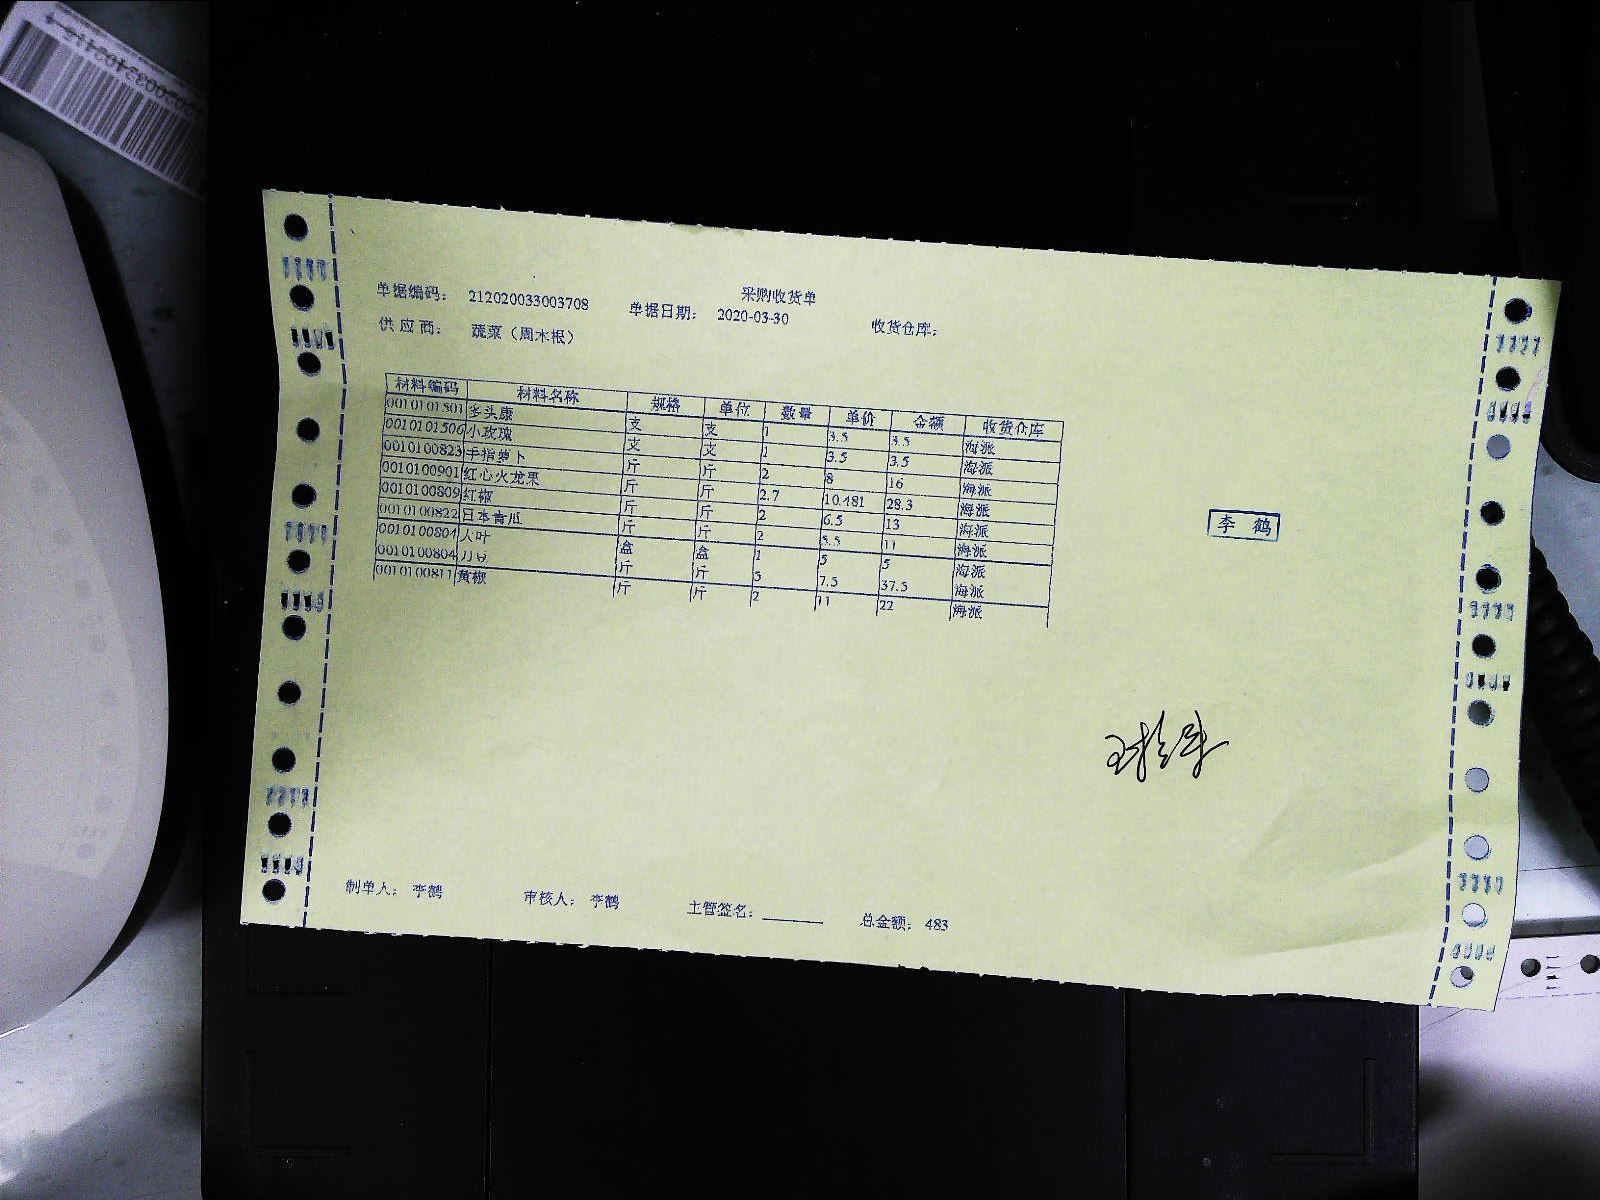 采购收货单
单据编码： 212020033003708 单据日期： 2020-03-30 收货仓库：
供应商： 蔬菜（周木根）
材料编码 材料名称 规格 单位 数量 单价 金额 收货仓库
0010101501 多头康 支 支 1 3.5 3.5 海派
0010101506 小玫瑰 支 支 1 3.5 3.5 海派
0010100823 手指萝卜 斤 斤 2 8 16 海派
0010100901 红心火龙果 斤 斤 2.7 10.481 28.3 海派
0010100809 红椒 斤 斤 2 6.5 13 海派
0010100822 日本青瓜 斤 斤 2 5.5 11 海派
0010100804 大叶 盒 盒 1 5 5 海派
0010100804 斤 斤 5 7.5 37.5 海派
0010100811 黄椒 斤 斤 2 11 22 海派
李鹤
制单人： 李鹤 审核人： 李鹤 主管签名： 总金额： 483